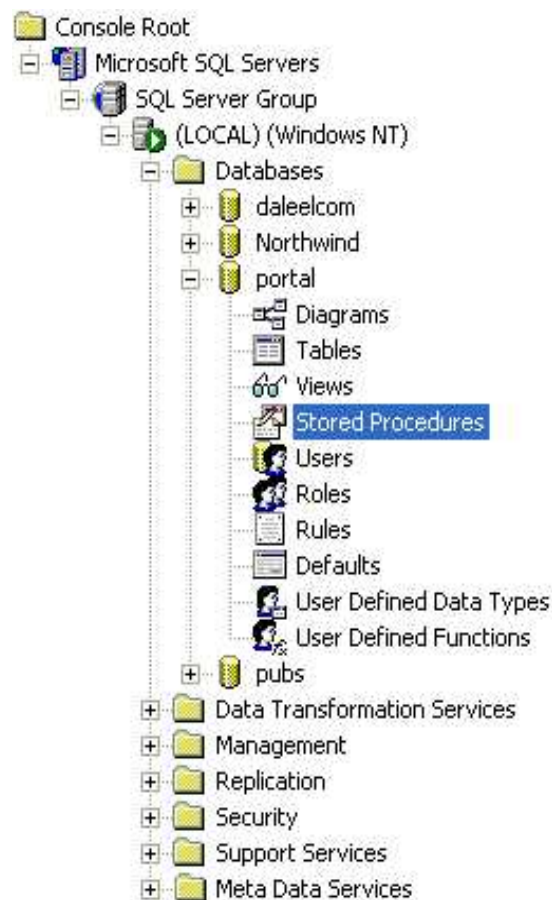 Console Root
Microsoft SQL Servers
SQL Server Group
(LOCAL) (Windows NT)
Databases
daleelcom
Northwind
portal
Diagrams
Tables
Views
Stored Procedures
Users
Roles
Rules
Defaults
User Defined Data Types
User Defined Functions
pubs
Data Transformation Services
Management
Replication
Security
Support Services
Meta Data Services